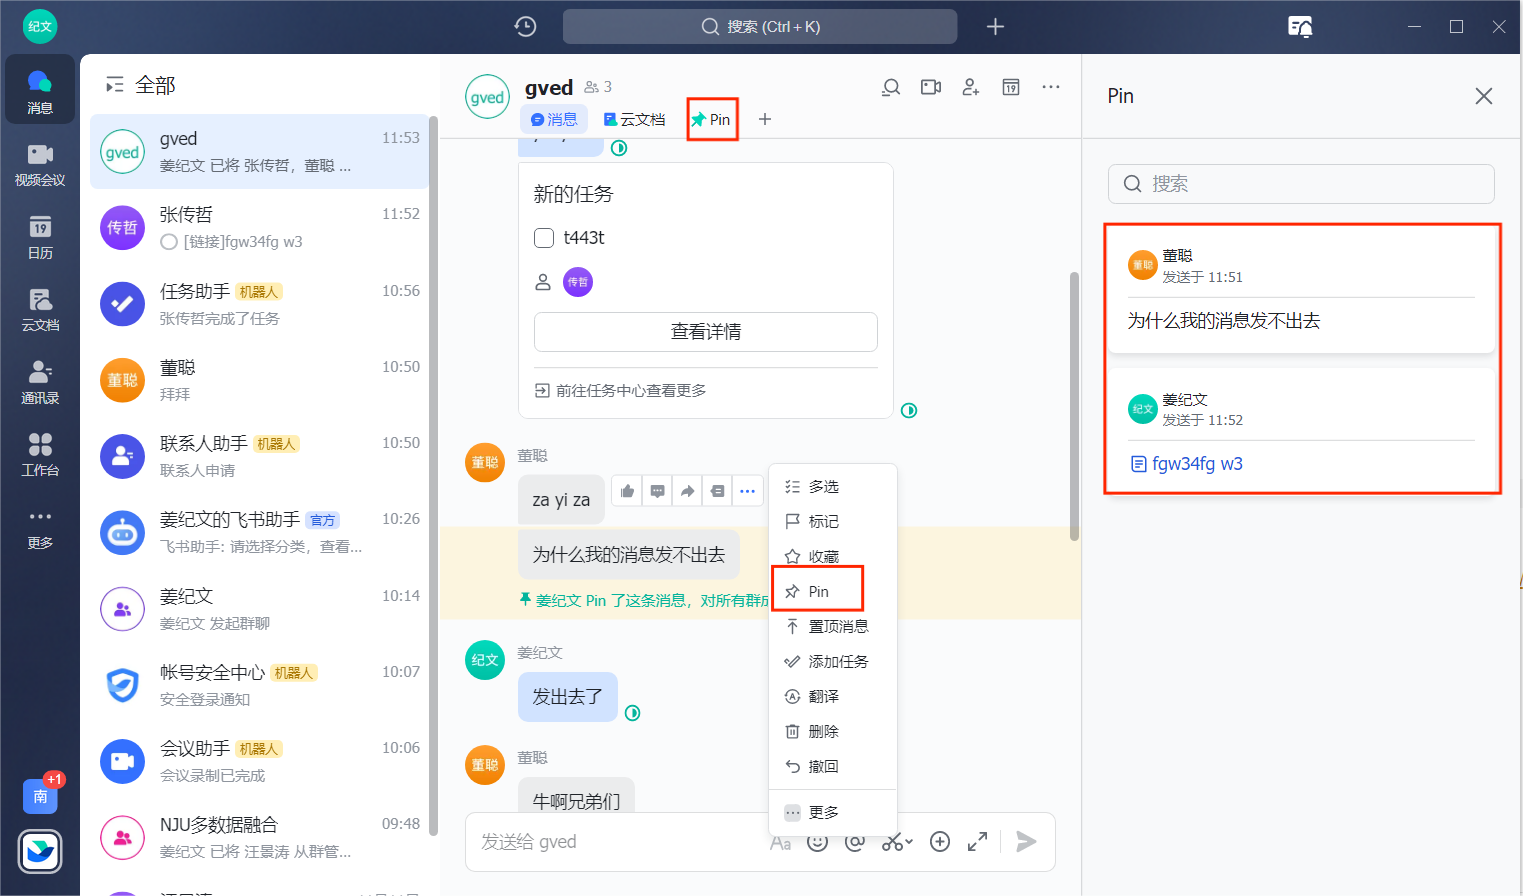 纪文
搜索 (Ctrl + K)
消息
视频会议
19
日历
云文档
通讯录
工作台
更多
+1
南
全部
gved
gved
11:53
姜纪文 已将 张传哲，董聪 ...
传哲
张传哲
11:52
[链接]fgw34fg w3
任务助手 机器人
10:56
张传哲完成了任务
董聪
董聪
10:50
拜拜
联系人助手 机器人
10:50
联系人申请
姜纪文的飞书助手 官方
10:26
飞书助手: 请选择分类，查看...
姜纪文
10:14
姜纪文 发起群聊
帐号安全中心 机器人
10:07
安全登录通知
会议助手 机器人
10:06
会议录制已完成
NJU多数据融合
09:48
姜纪文 已将 汪景涛 从群管...
gved
gved
3
19
消息
云文档
Pin
新的任务
t443t
传哲
查看详情
前往任务中心查看更多
董聪
董聪
za yi za
为什么我的消息发不出去
姜纪文 Pin 了这条消息，对所有群成
纪文
姜纪文
发出去了
董聪
董聪
牛啊兄弟们
发送给 gved
Aa
多选
标记
收藏
Pin
置顶消息
添加任务
翻译
删除
撤回
更多
Pin
搜索
董聪
董聪
发送于 11:51
为什么我的消息发不出去
纪文
姜纪文
发送于 11:52
fgw34fg w3